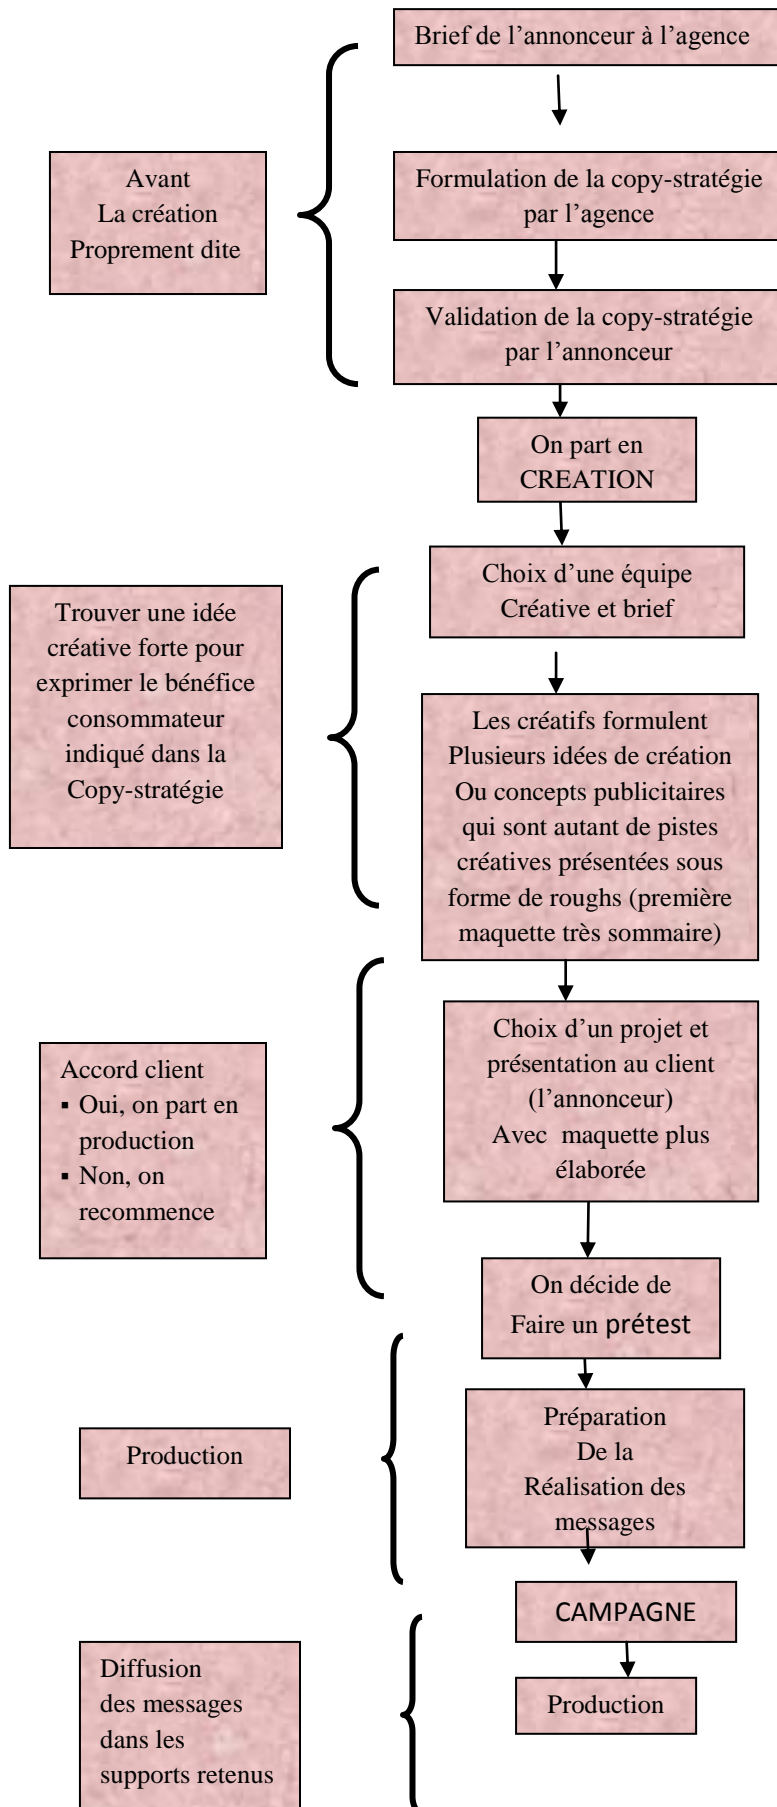 Brief de l'annonceur à l'agence
Avant
La création
Proprement dite
Formulation de la copy-stratégie
par l'agence
Validation de la copy-stratégie
par l'annonceur
On part en
CREATION
Choix d'une équipe
Créative et brief
Trouver une idée
créative forte pour
exprimer le bénéfice
consommateur
indiqué dans la
Copy-stratégie
Les créatifs formulent
Plusieurs idées de création
Ou concepts publicitaires
qui sont autant de pistes
créatives présentées sous
forme de roughs (première
maquette très sommaire)
Choix d'un projet et
présentation au client
(l'annonceur)
Avec maquette plus
élaborée
Accord client
▪ Oui, on part en
production
▪ Non, on
recommence
On décide de
Faire un prétest
Préparation
De la
Réalisation des
messages
Production
CAMPAGNE
Production
Diffusion
des messages
dans les
supports retenus